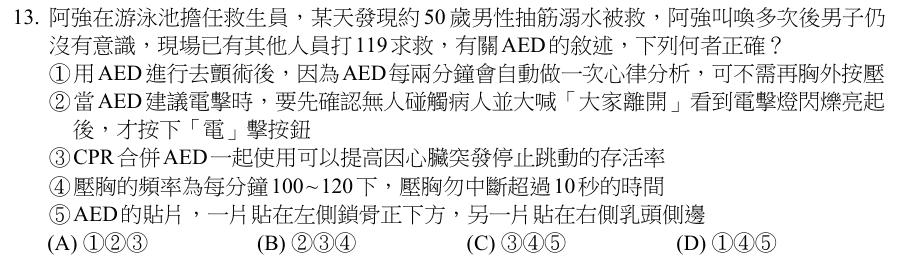 13. 阿強在游泳池擔任救生員，某天發現約 50 歲男性抽筋溺水被救，阿強叫喚多次後男子仍
沒有意識，現場已有其他人員打 119 求救，有關 AED 的敘述，下列何者正確？
①用 AED 進行去顫術後，因為 AED 每兩分鐘會自動做一次心律分析，可不需再胸外按壓
②當 AED 建議電擊時，要先確認無人碰觸病人並大喊「大家離開」看到電擊燈閃爍亮起
後，才按下「電」擊按鈕
③CPR 合併 AED 一起使用可以提高因心臟突發停止跳動的存活率
④壓胸的頻率為每分鐘 100~120 下，壓胸勿中斷超過 10 秒的時間
⑤AED 的貼片，一片貼在左側鎖骨正下方，另一片貼在右側乳頭側邊
(A) ①②③ (B) ②③④ (C) ③④⑤ (D) ①④⑤